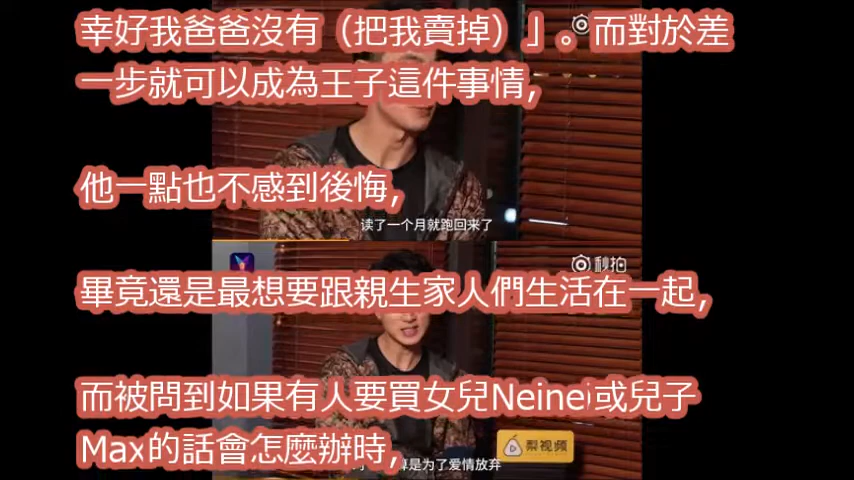 幸好我爸爸沒有（把我賣掉）」。而對於差
一步就可以成為王子這件事情，
他一點也不感到後悔，
读了一个月就跑回来了
秒拍
畢竟還是最想要跟親生家人們生活在一起，
而被問到如果有人要買女兒Neinei或兒子
Max的話會怎麼辦時，
梨视频
是为了爱情放弃